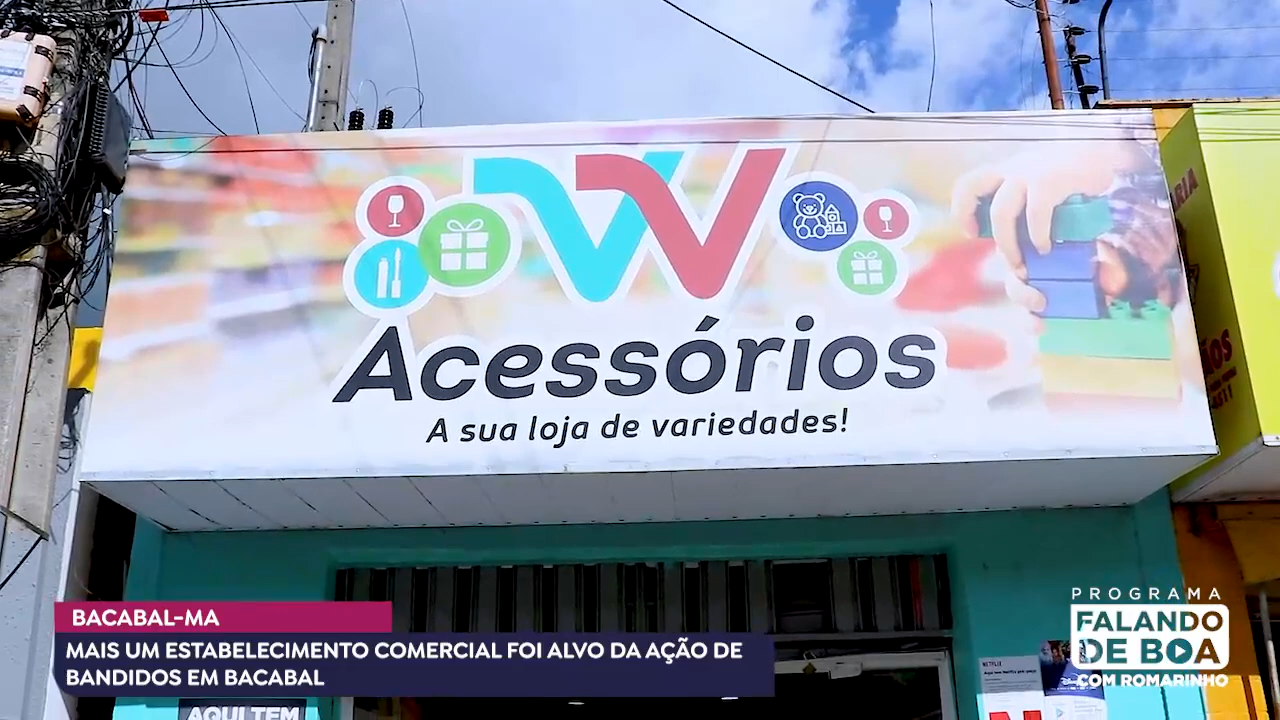 W
Acessórios
A sua loja de variedades!
BACABAL-MA
MAIS UM ESTABELECIMENTO COMERCIAL FOI ALVO DA AÇÃO DE
BANDIDOS EM BACABAL
AQUI TEM
NETFLIX
PROGRAMA
FALANDO
DE BOA
COM ROMARINHO